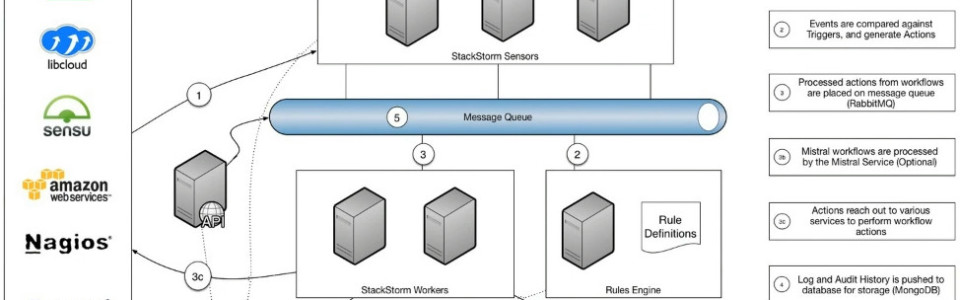 libcloud
sensu
amazon
webservices™
Nagios®
StackStorm Sensors
1
5
Message Queue
3
2
API
Rule
Definitions
3c
StackStorm Workers
Rules Engine
2
Events are compared against
Triggers, and generate Actions
3
Processed actions from workflows
are placed on message queue
(RabbitMQ)
3b
Mistral workflows are processed
by the Mistral Service (Optional)
3c
Actions reach out to various
services to perform workflow
actions
4
Log and Audit History is pushed to
database for storage (MongoDB)